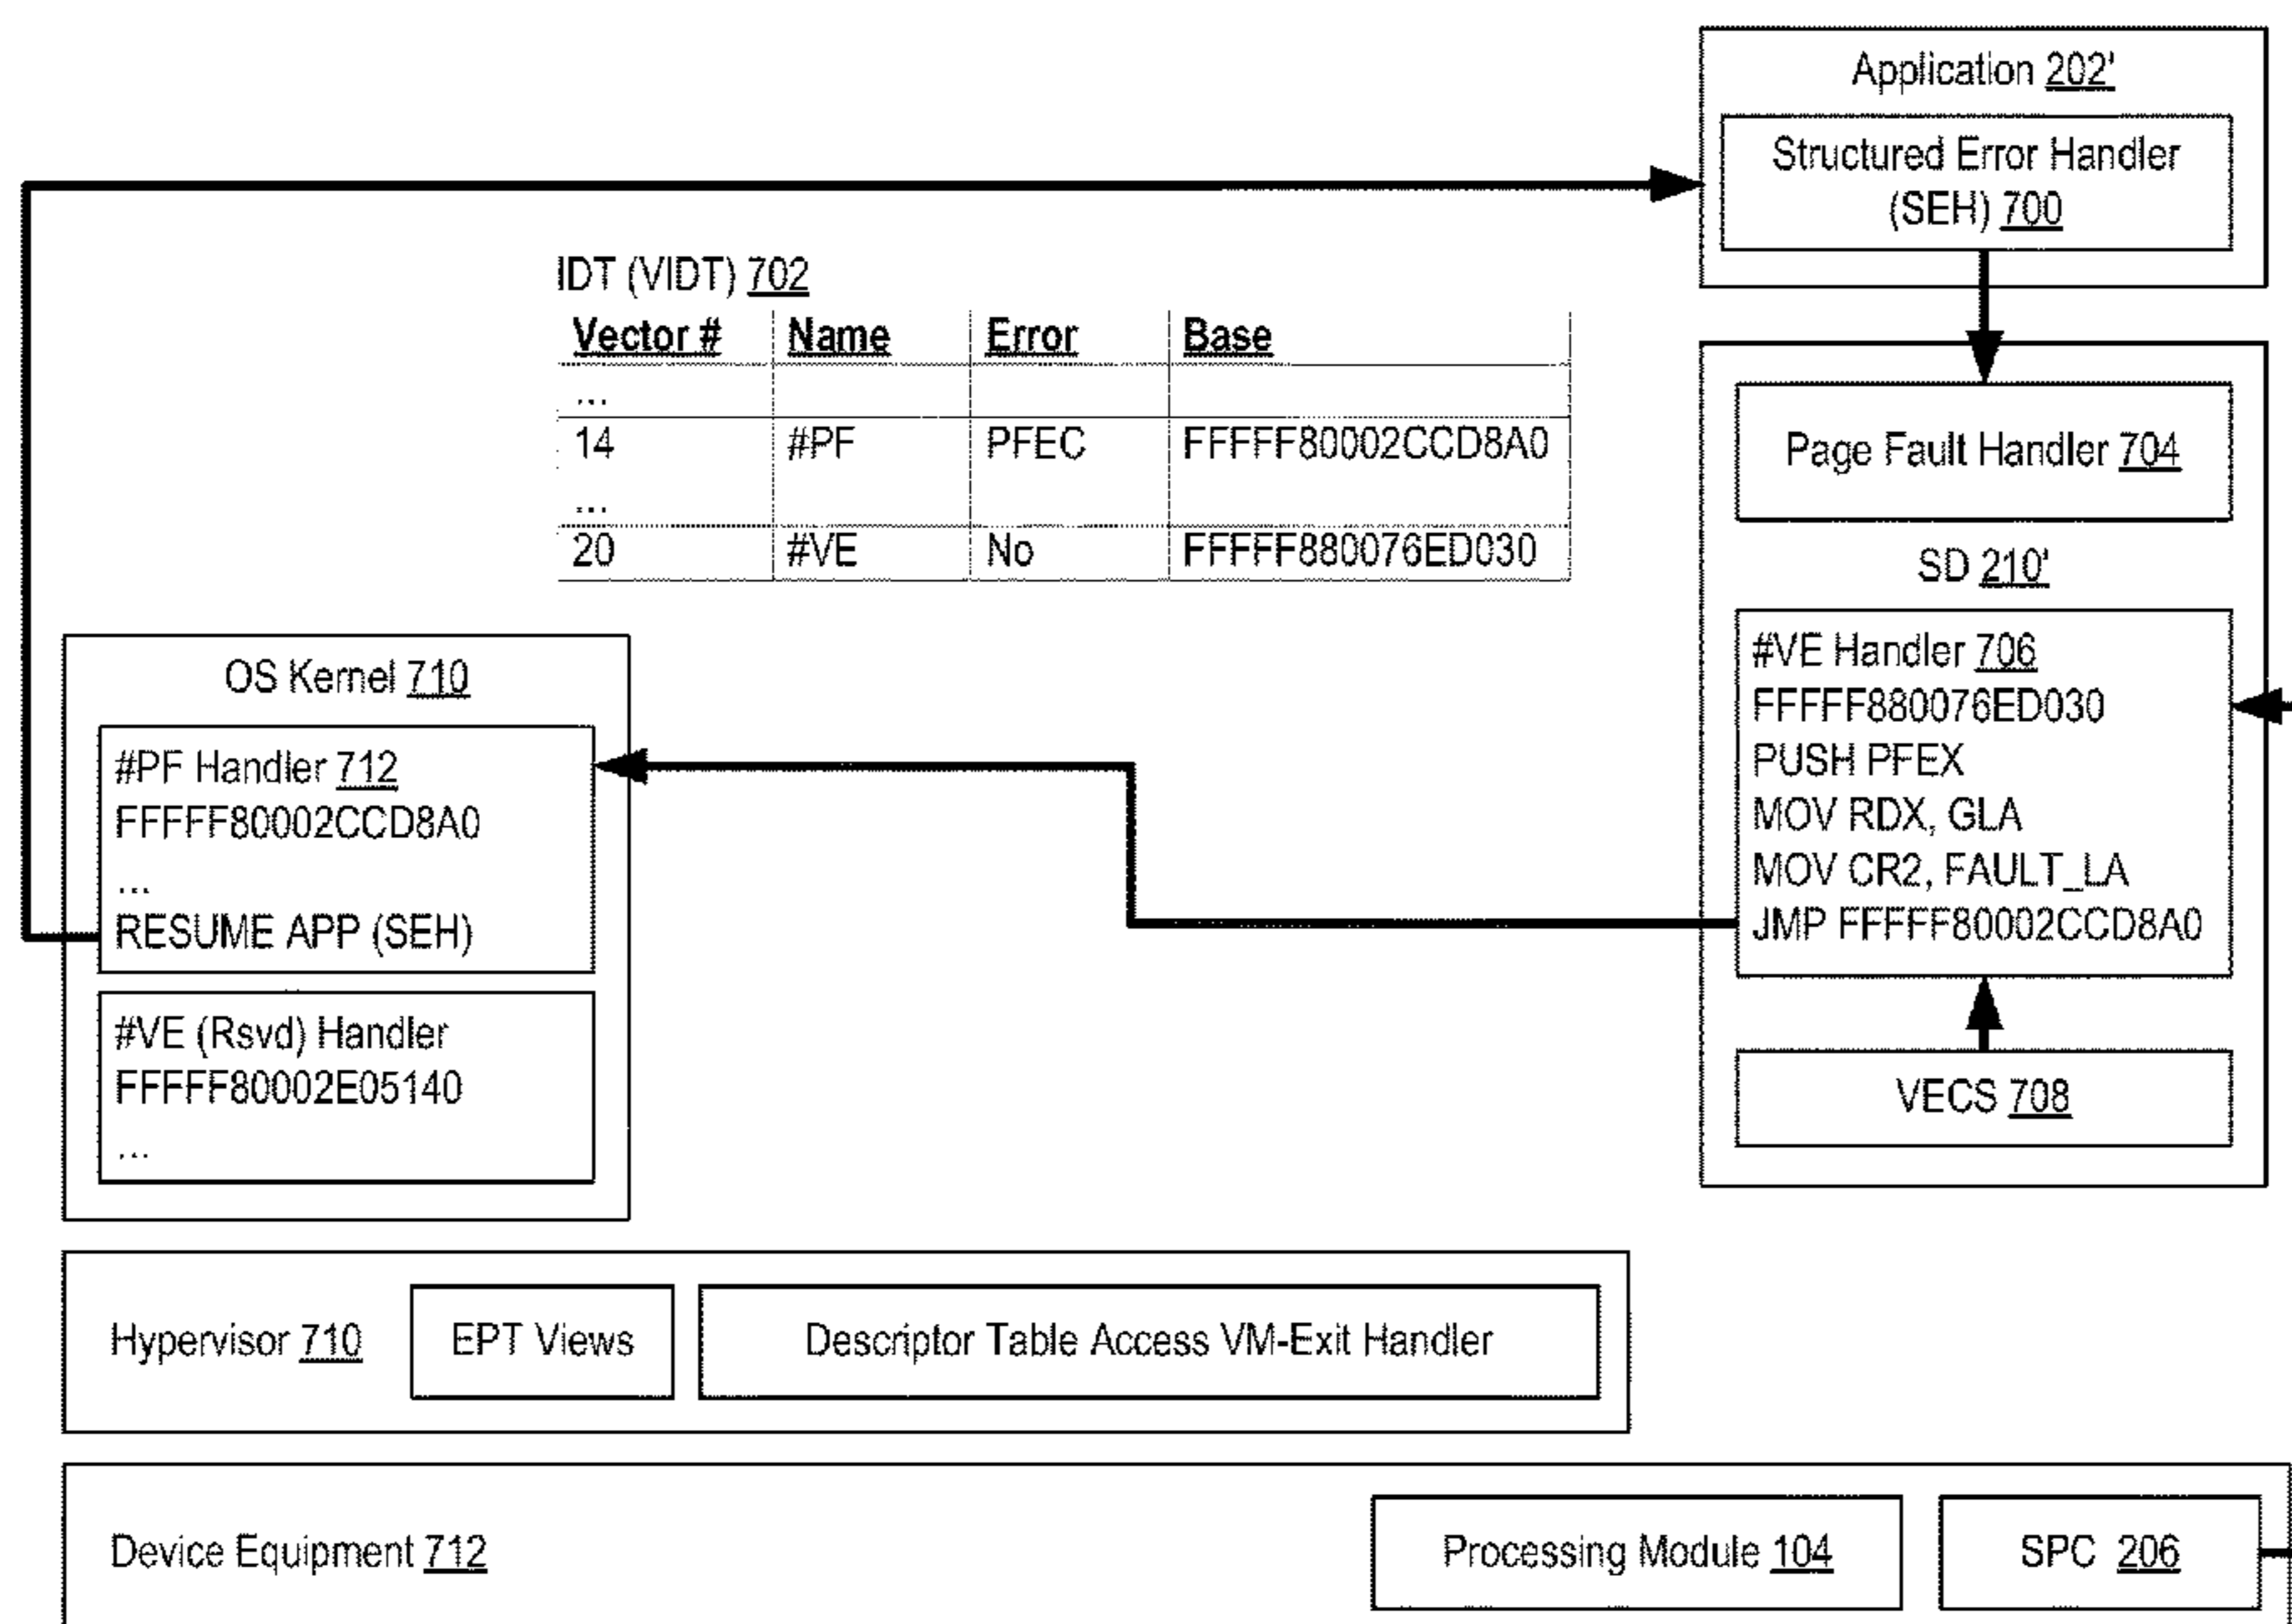 Application 202'
Structured Error Handler
(SEH) 700
IDT (VIDT) 702
Vector # Name Error Base
...
14 #PF PFEC FFFFF80002CCD8A0
...
20 #VE No FFFFF880076ED030
Page Fault Handler 704
SD 210'
#VE Handler 706
FFFFF880076ED030
PUSH PFEX
MOV RDX, GLA
MOV CR2, FAULT_LA
JMP FFFFF80002CCD8A0
VECS 708
OS Kernel 710
#PF Handler 712
FFFFF80002CCD8A0
...
RESUME APP (SEH)
#VE (Rsvd) Handler
FFFFF80002E05140
...
Hypervisor 710
EPT Views
Descriptor Table Access VM-Exit Handler
Device Equipment 712
Processing Module 104
SPC 206